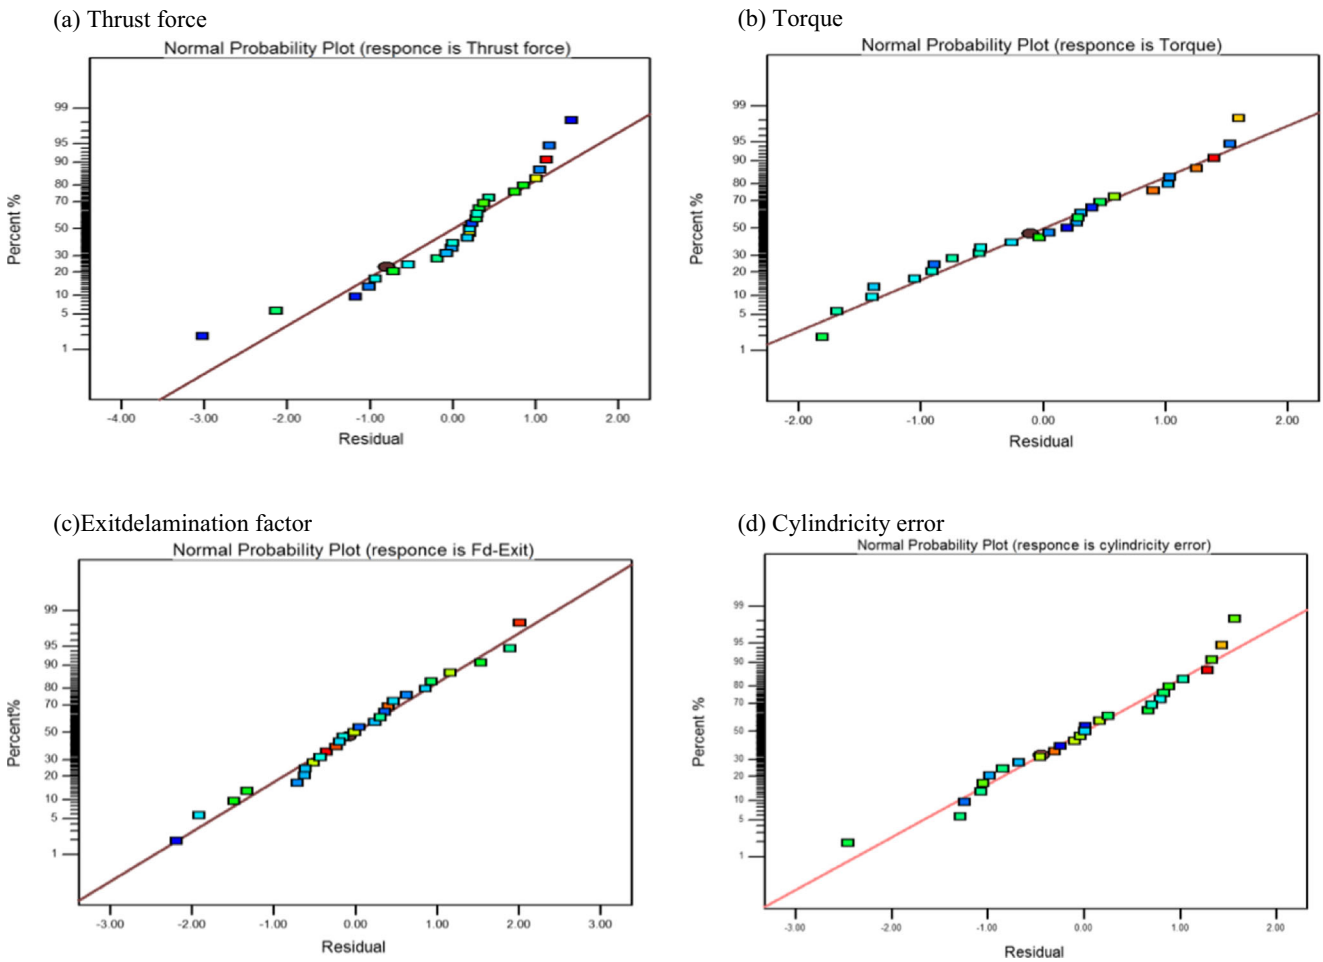 (a) Thrust force
Normal Probability Plot (responce is Thrust force)
Percent %
99
95
90
80
70
50
30
20
10
5
1
-4.00 -3.00 -2.00 -1.00 0.00 1.00 2.00
Residual
(b) Torque
Normal Probability Plot (responce is Torque)
Percent %
99
95
90
80
70
50
30
20
10
5
1
-2.00 -1.00 0.00 1.00 2.00
Residual
(c)Exitdelamination factor
Normal Probability Plot (responce is Fd-Exit)
Percent%
99
95
90
80
70
50
30
20
10
5
1
-3.00 -2.00 -1.00 0.00 1.00 2.00 3.00
Residual
(d) Cylindricity error
Normal Probability Plot (responce is cylindricity error)
Percent %
99
95
90
80
70
50
30
20
10
5
1
-3.00 -2.00 -1.00 0.00 1.00 2.00
Residual